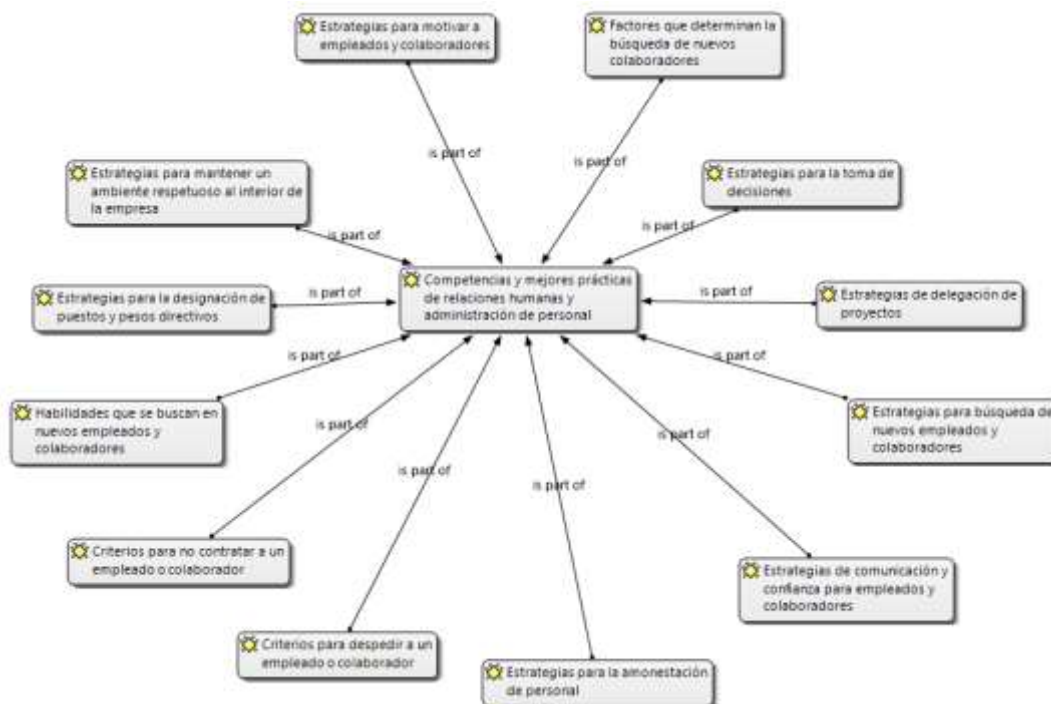 Estrategias para motivar a
empleados y colaboradores
Factores que determinan la
búsqueda de nuevos
colaboradores
is part of
is part of
Estrategias para mantener un
ambiente respetuoso al interior de
la empresa
Estrategias para la toma de
decisiones
is part of
is part of
Estrategias para la designación de
puestos y pesos directivos
is part of
Competencias y mejores prácticas
de relaciones humanas y
administración de personal
is part of
Estrategias de delegación de
proyectos
is part of
is part of
Habilidades que se buscan en
nuevos empleados y
colaboradores
Estrategias para búsqueda de
nuevos empleados y
colaboradores
is part of
is part of
is part of
is part of
Criterios para no contratar a un
empleado o colaborador
Estrategias de comunicación y
confianza para empleados y
colaboradores
Criterios para despedir a un
empleado o colaborador
Estrategias para la amonestación
de personal